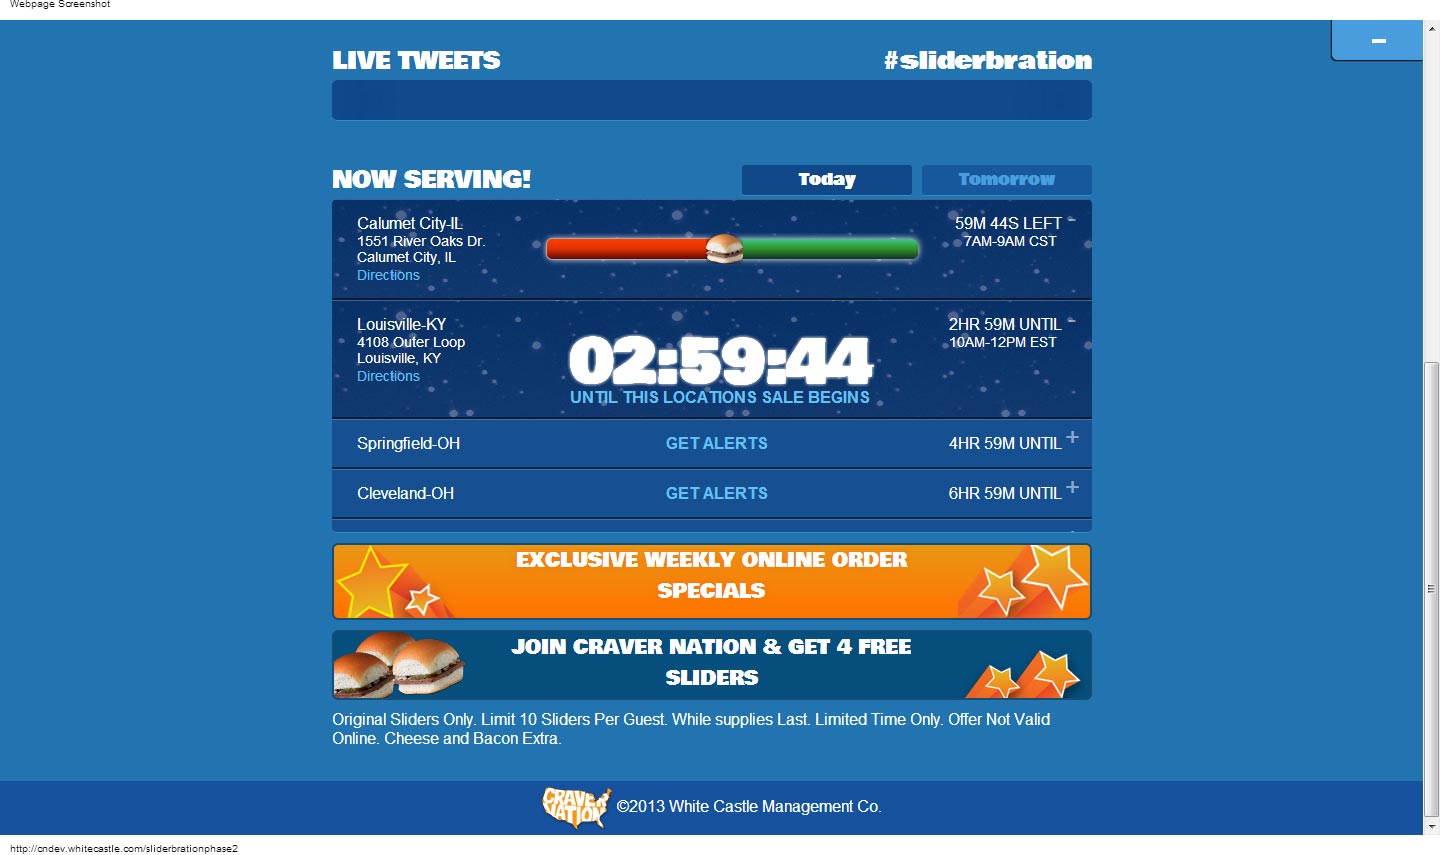 Webpage Screenshot
LIVE TWEETS
#sliderbration
NOW SERVING!
Today
Tomorrow
Calumet City-IL
1551 River Oaks Dr.
Calumet City, IL
Directions
59M 44S LEFT -
7AM-9AM CST
Louisville-KY
4108 Outer Loop
Louisville, KY
Directions
02:59:44
UNTIL THIS LOCATIONS SALE BEGINS
2HR 59M UNTIL -
10AM-12PM EST
Springfield-OH
GET ALERTS
4HR 59M UNTIL +
Cleveland-OH
GET ALERTS
6HR 59M UNTIL +
EXCLUSIVE WEEKLY ONLINE ORDER
SPECIALS
JOIN CRAVER NATION & GET 4 FREE
SLIDERS
Original Sliders Only. Limit 10 Sliders Per Guest. While supplies Last. Limited Time Only. Offer Not Valid
Online. Cheese and Bacon Extra.
CRAVER
NATION
©2013 White Castle Management Co.
http://cndev.whitecastle.com/sliderbrationphase2